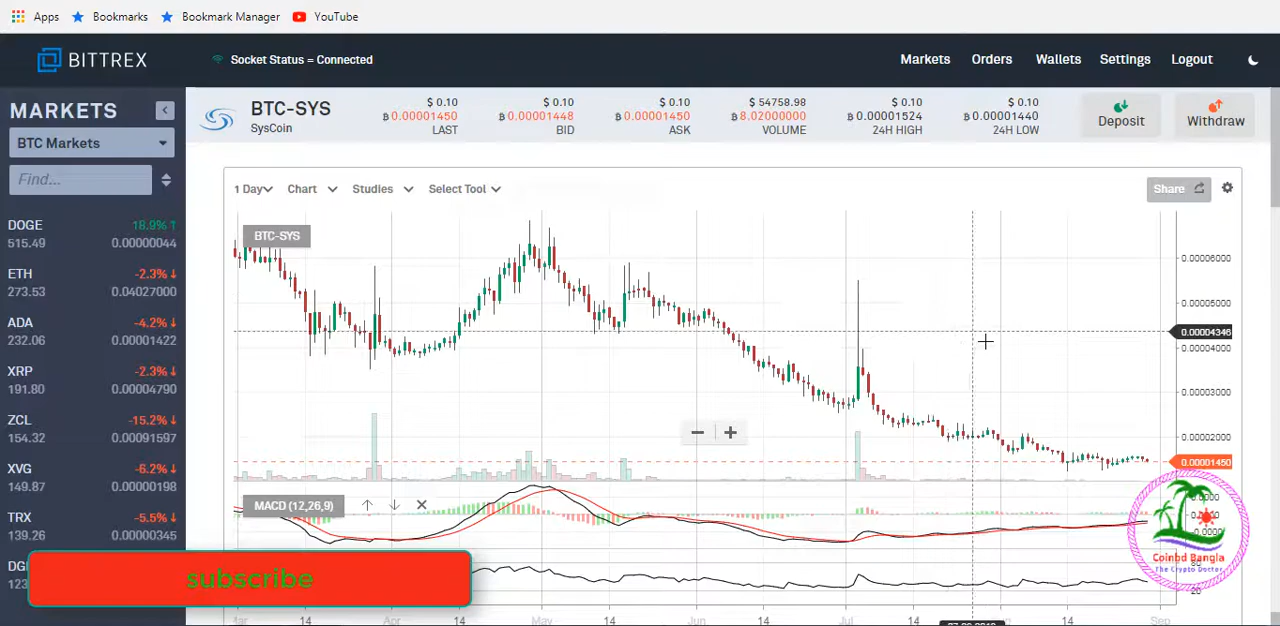 Apps Bookmarks Bookmark Manager YouTube
BITTREX Socket Status = Connected Markets Orders Wallets Settings Logout
MARKETS
BTC Markets
Find...
DOGE 18.9% ↑
515.49 0.00000044
ETH -2.3% ↓
273.53 0.04027000
ADA -4.2% ↓
232.06 0.00001422
XRP -2.3% ↓
191.80 0.00004790
ZCL -15.2% ↓
154.32 0.00091597
XVG -6.2% ↓
149.87 0.00000198
TRX -5.5% ↓
139.26 0.00000345
BTC-SYS
SysCoin
$ 0.10 $ 0.10 $ 0.10 $ 54758.98 $ 0.10 $ 0.10
฿ 0.00001450 ฿ 0.00001448 ฿ 0.00001450 ฿ 8.02000000 ฿ 0.00001524 ฿ 0.00001440
LAST BID ASK VOLUME 24H HIGH 24H LOW
Deposit Withdraw
1 Day Chart Studies Select Tool Share
BTC-SYS
0.00006000
0.00005000
0.00004346
0.00004000
0.00003000
0.00002000
0.00001450
MACD (12,26,9)
subscribe
Coinbd Bangla
The Crypto Doctor
14 Apr 14 May 14 Jun 14 Jul 14 14 Sep